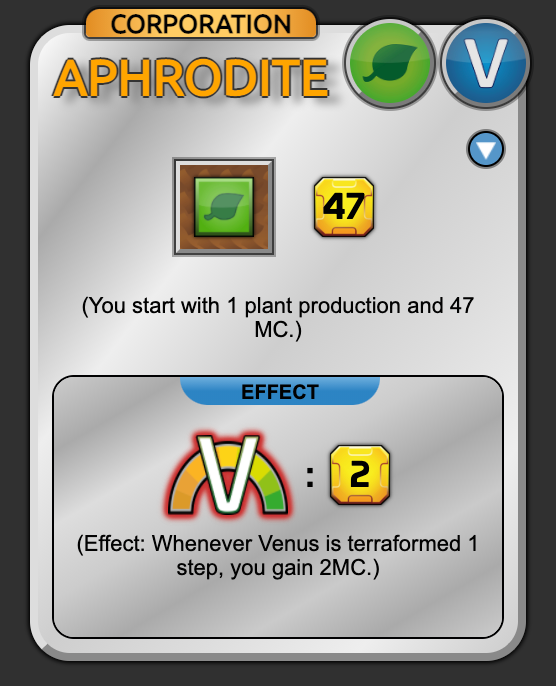 CORPORATION
APHRODITE
V
47
(You start with 1 plant production and 47
MC.)
EFFECT
V : 2
(Effect: Whenever Venus is terraformed 1
step, you gain 2MC.)